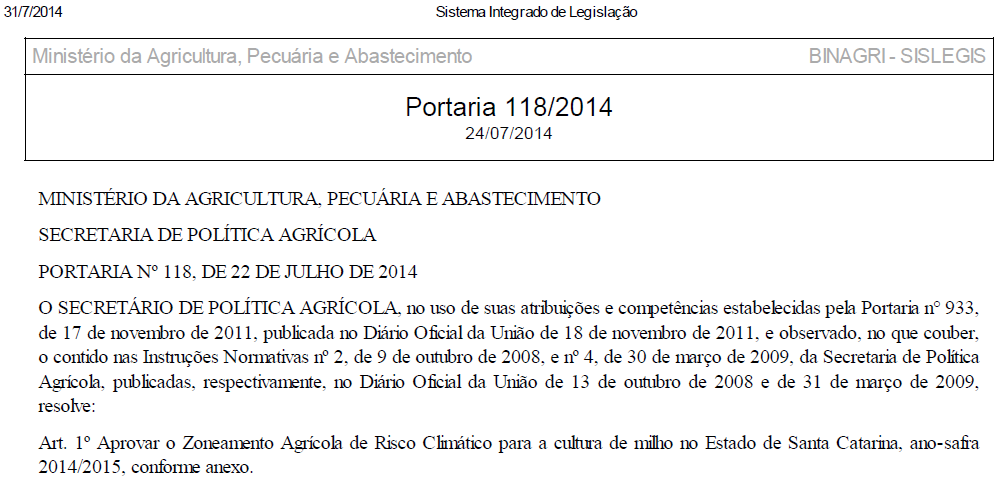 31/7/2014 Sistema Integrado de Legislação
Ministério da Agricultura, Pecuária e Abastecimento BINAGRI - SISLEGIS
Portaria 118/2014
24/07/2014
MINISTÉRIO DA AGRICULTURA, PECUÁRIA E ABASTECIMENTO
SECRETARIA DE POLÍTICA AGRÍCOLA
PORTARIA Nº 118, DE 22 DE JULHO DE 2014
O SECRETÁRIO DE POLÍTICA AGRÍCOLA, no uso de suas atribuições e competências estabelecidas pela Portaria n° 933,
de 17 de novembro de 2011, publicada no Diário Oficial da União de 18 de novembro de 2011, e observado, no que couber,
o contido nas Instruções Normativas nº 2, de 9 de outubro de 2008, e nº 4, de 30 de março de 2009, da Secretaria de Política
Agrícola, publicadas, respectivamente, no Diário Oficial da União de 13 de outubro de 2008 e de 31 de março de 2009,
resolve:
Art. 1º Aprovar o Zoneamento Agrícola de Risco Climático para a cultura de milho no Estado de Santa Catarina, ano-safra
2014/2015, conforme anexo.